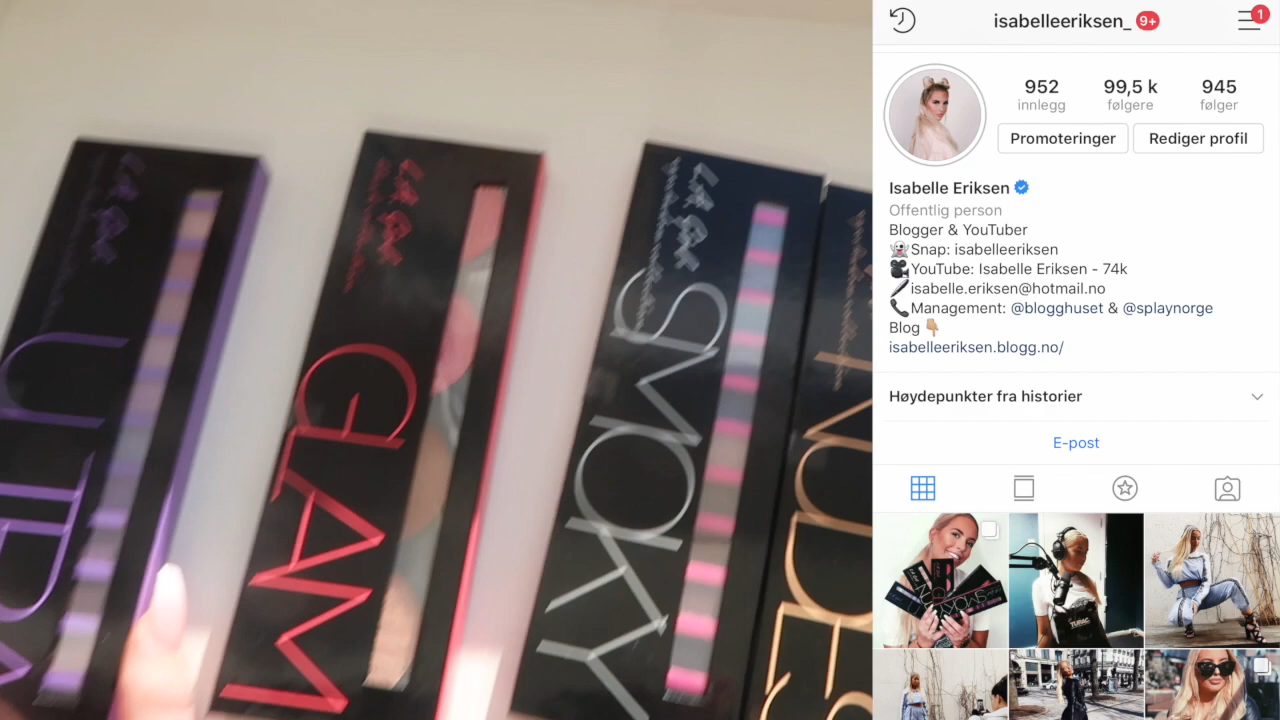 GLAM
SMOKY
NUDES
isabelleeriksen_ 9+
1
952 99,5 k 945
innlegg følgere følger
Promoteringer Rediger profil
Isabelle Eriksen
Offentlig person
Blogger & YouTuber
👻Snap: isabelleeriksen
🎥YouTube: Isabelle Eriksen - 74k
🖊isabelle.eriksen@hotmail.no
📞Management: @blogghuset & @splaynorge
Blog 👇🏼
isabelleeriksen.blogg.no/
Høydepunkter fra historier
E-post
SMOKY